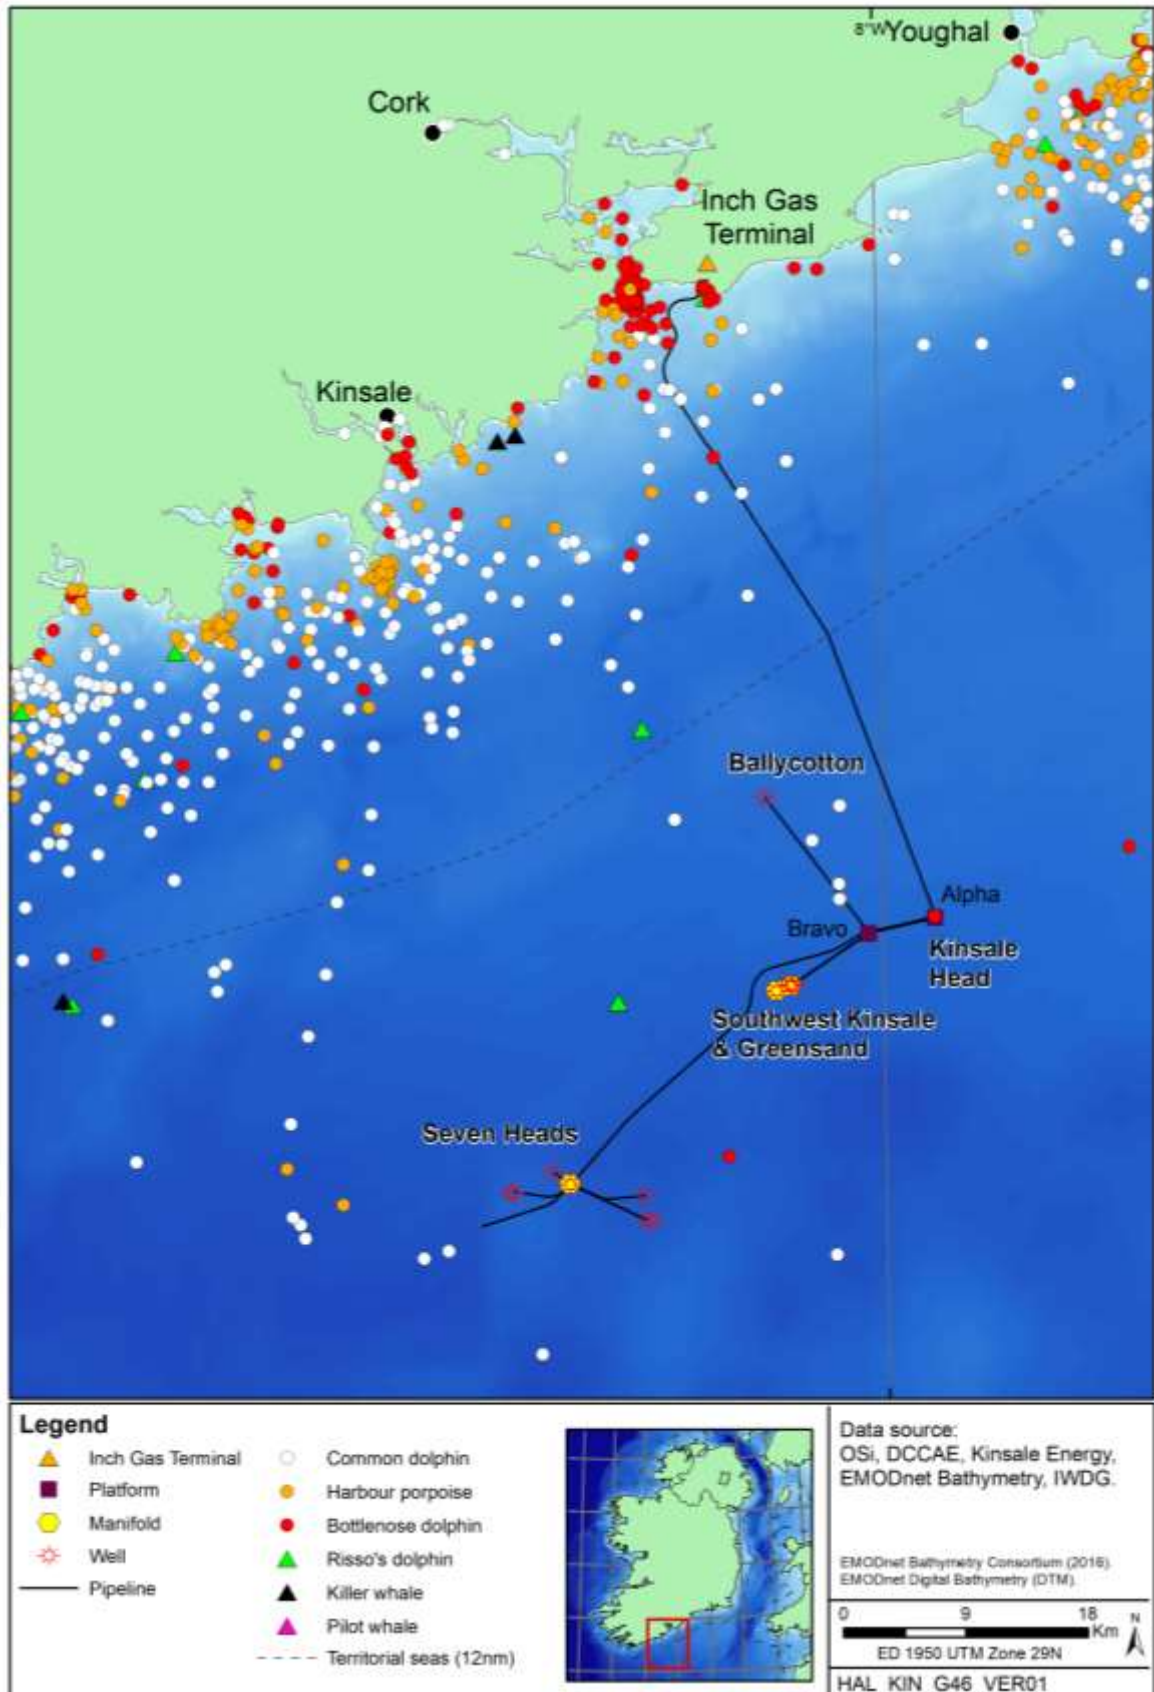 8°W
Youghal
Cork
Inch Gas
Terminal
Kinsale
Ballycotton
Alpha
Bravo
Kinsale
Head
Southwest Kinsale
& Greensand
Seven Heads
Legend
Inch Gas Terminal
Platform
Manifold
Well
Pipeline
Common dolphin
Harbour porpoise
Bottlenose dolphin
Risso's dolphin
Killer whale
Pilot whale
Territorial seas (12nm)
Data source:
OSi, DCCAE, Kinsale Energy,
EMODnet Bathymetry, IWDG.
EMODnet Bathymetry Consortium (2016).
EMODnet Digital Bathymetry (DTM).
0 9 18
Km
N
ED 1950 UTM Zone 29N
HAL_KIN_G46_VER01